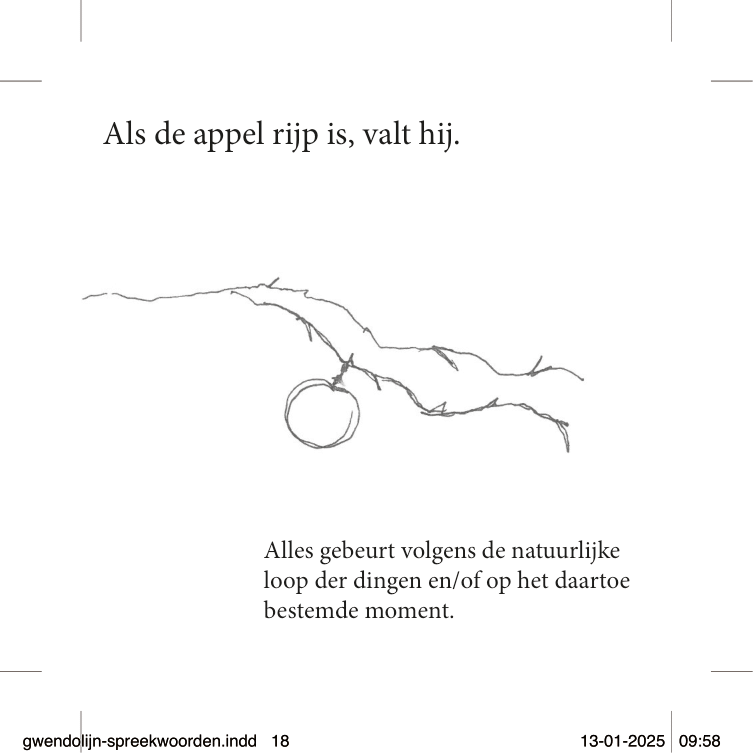 Als de appel rijp is, valt hij.
Alles gebeurt volgens de natuurlijke
loop der dingen en/of op het daartoe
bestemde moment.
gwendolijn-spreekwoorden.indd 18 13-01-2025 09:58